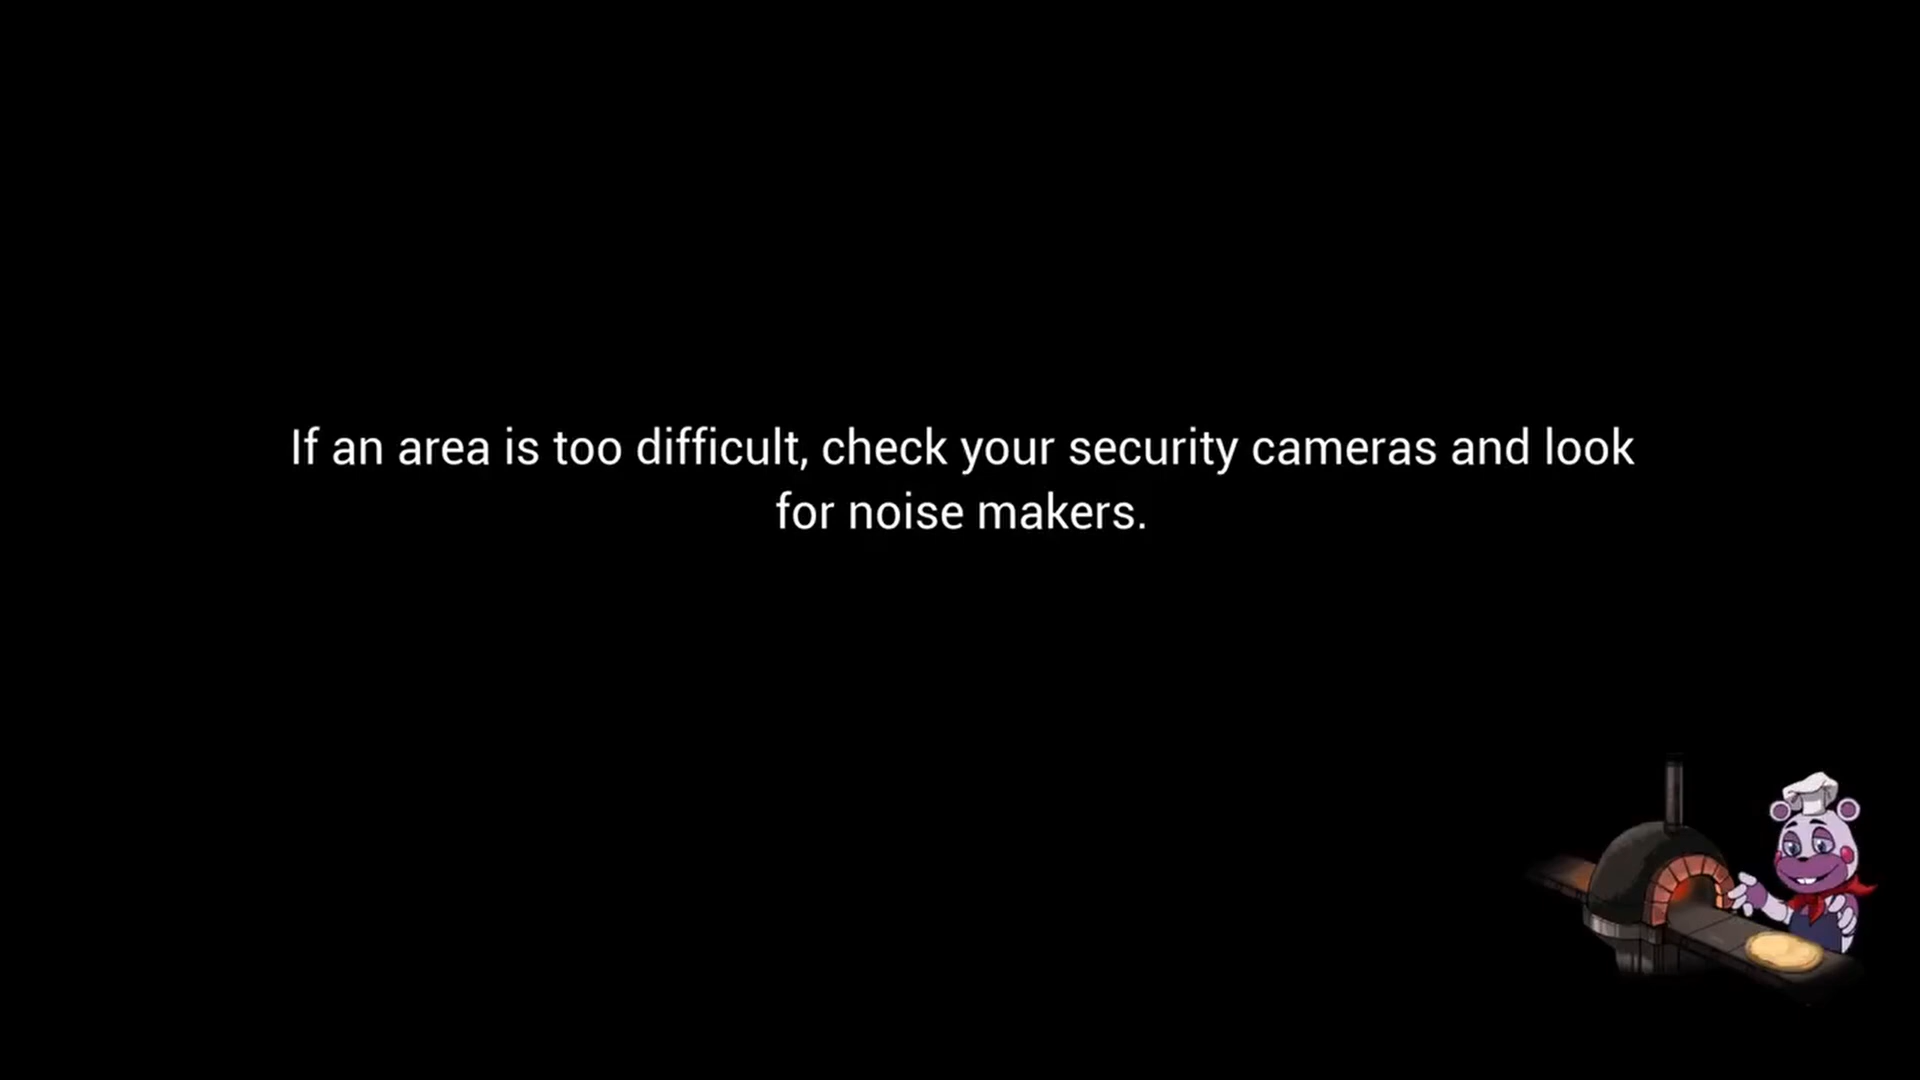 If an area is too difficult, check your security cameras and look
for noise makers.